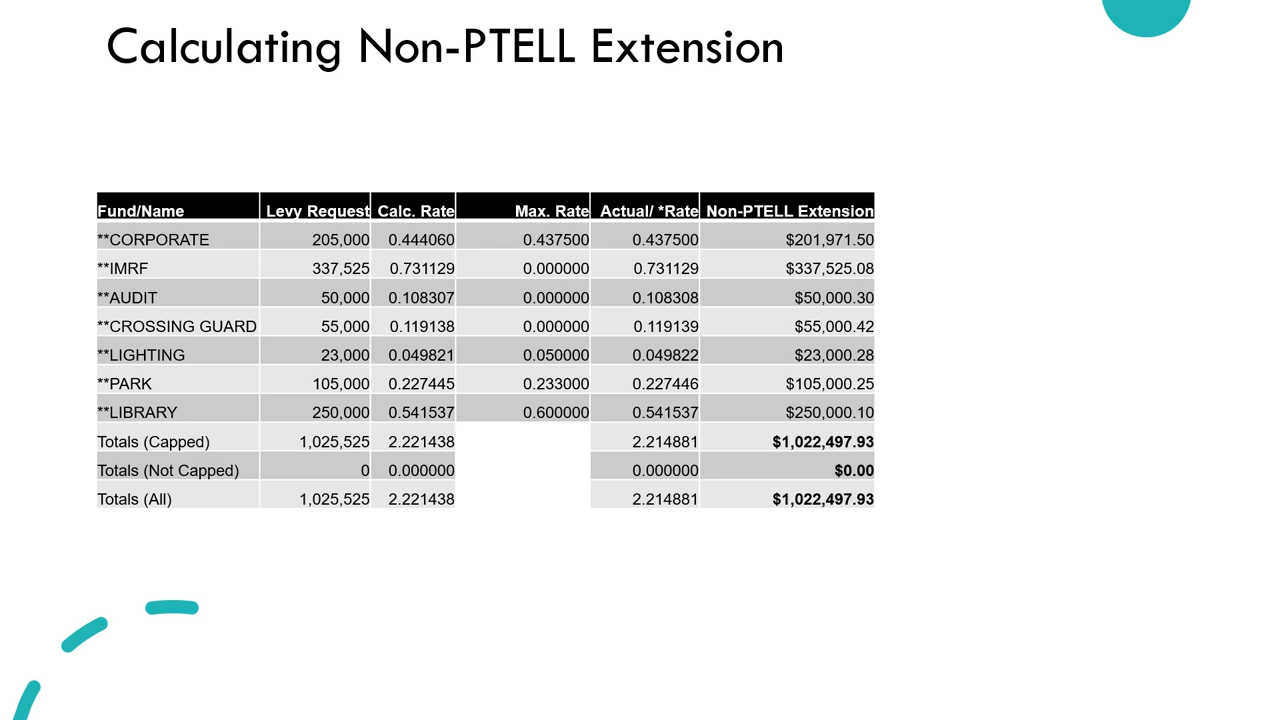 Calculating Non-PTELL Extension
Fund/Name Levy Request Calc. Rate Max. Rate Actual/ *Rate Non-PTELL Extension
**CORPORATE 205,000 0.444060 0.437500 0.437500 $201,971.50
**IMRF 337,525 0.731129 0.000000 0.731129 $337,525.08
**AUDIT 50,000 0.108307 0.000000 0.108308 $50,000.30
**CROSSING GUARD 55,000 0.119138 0.000000 0.119139 $55,000.42
**LIGHTING 23,000 0.049821 0.050000 0.049822 $23,000.28
**PARK 105,000 0.227445 0.233000 0.227446 $105,000.25
**LIBRARY 250,000 0.541537 0.600000 0.541537 $250,000.10
Totals (Capped) 1,025,525 2.221438 2.214881 $1,022,497.93
Totals (Not Capped) 0 0.000000 0.000000 $0.00
Totals (All) 1,025,525 2.221438 2.214881 $1,022,497.93